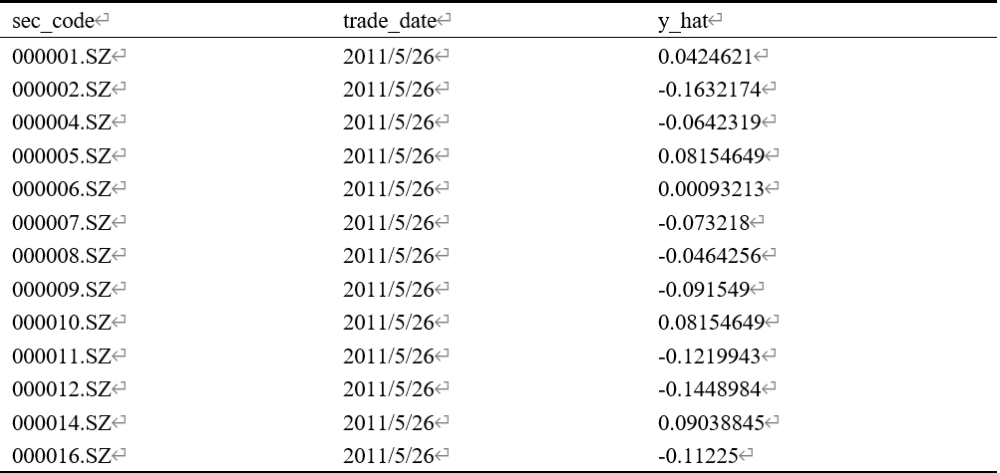 sec_code trade_date y_hat
000001.SZ 2011/5/26 0.0424621
000002.SZ 2011/5/26 -0.1632174
000004.SZ 2011/5/26 -0.0642319
000005.SZ 2011/5/26 0.08154649
000006.SZ 2011/5/26 0.00093213
000007.SZ 2011/5/26 -0.073218
000008.SZ 2011/5/26 -0.0464256
000009.SZ 2011/5/26 -0.091549
000010.SZ 2011/5/26 0.08154649
000011.SZ 2011/5/26 -0.1219943
000012.SZ 2011/5/26 -0.1448984
000014.SZ 2011/5/26 0.09038845
000016.SZ 2011/5/26 -0.11225